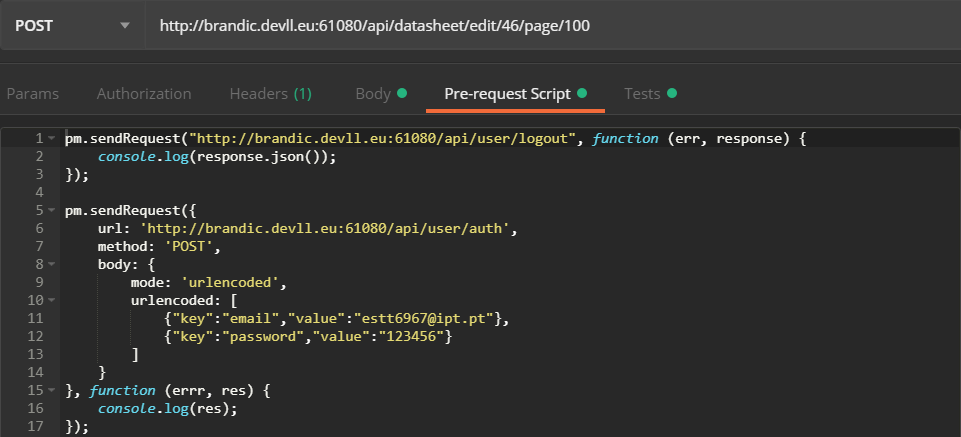 POST http://brandic.devll.eu:61080/api/datasheet/edit/46/page/100
Params Authorization Headers (1) Body Pre-request Script Tests
1 pm.sendRequest("http://brandic.devll.eu:61080/api/user/logout", function (err, response) {
2     console.log(response.json());
3 });
4
5 pm.sendRequest({
6     url: 'http://brandic.devll.eu:61080/api/user/auth',
7     method: 'POST',
8     body: {
9         mode: 'urlencoded',
10         urlencoded: [
11             {"key":"email","value":"estt6967@ipt.pt"},
12             {"key":"password","value":"123456"}
13         ]
14     }
15 }, function (errr, res) {
16     console.log(res);
17 });